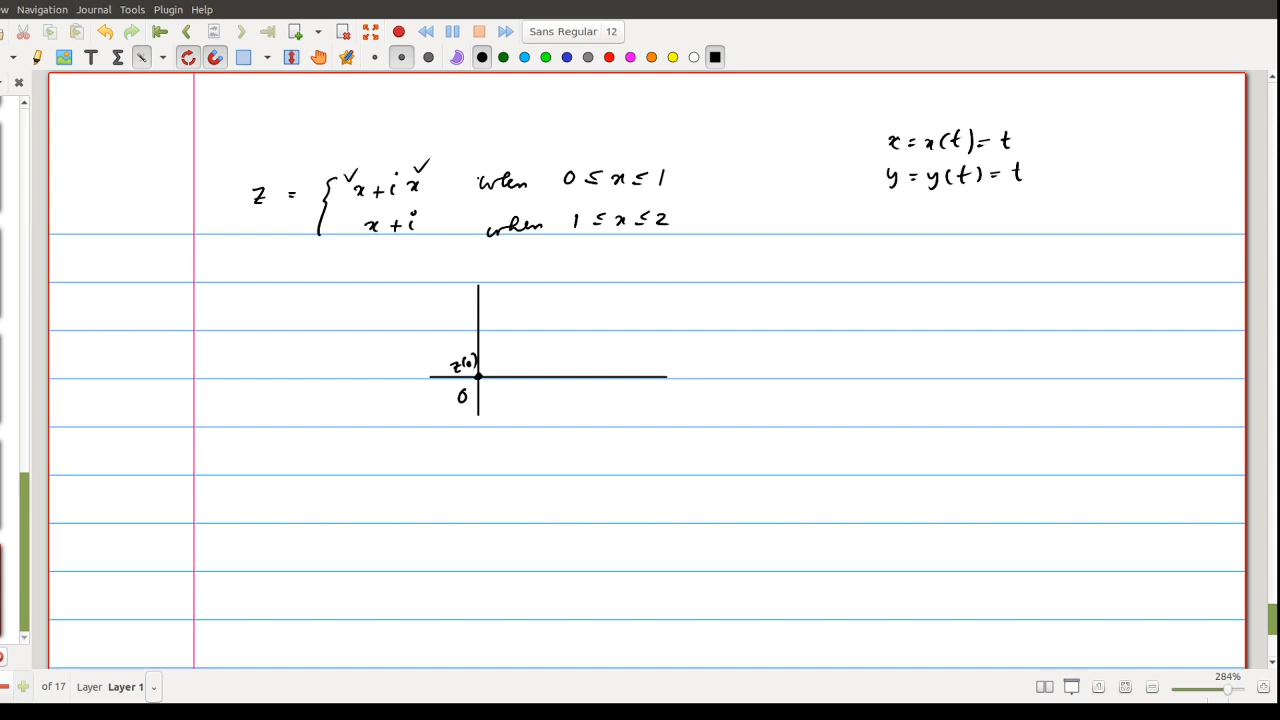 w Navigation Journal Tools Plugin Help
Sans Regular 12
x = x(t) = t
y = y(t) = t
z = { x + i x when 0 ≤ x ≤ 1
x + i when 1 ≤ x ≤ 2
z(0)
0
of 17 Layer Layer 1
284%